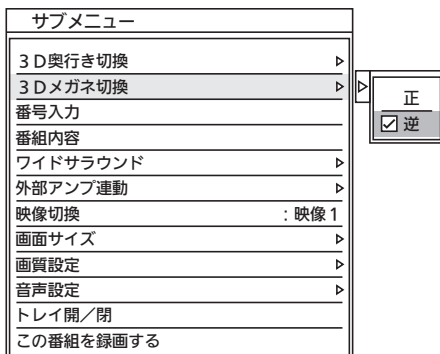 サブメニュー
3D奥行き切換
3Dメガネ切換
正
逆
番号入力
番組内容
ワイドサラウンド
外部アンプ連動
映像切換 :映像1
画面サイズ
画質設定
音声設定
トレイ開/閉
この番組を録画する